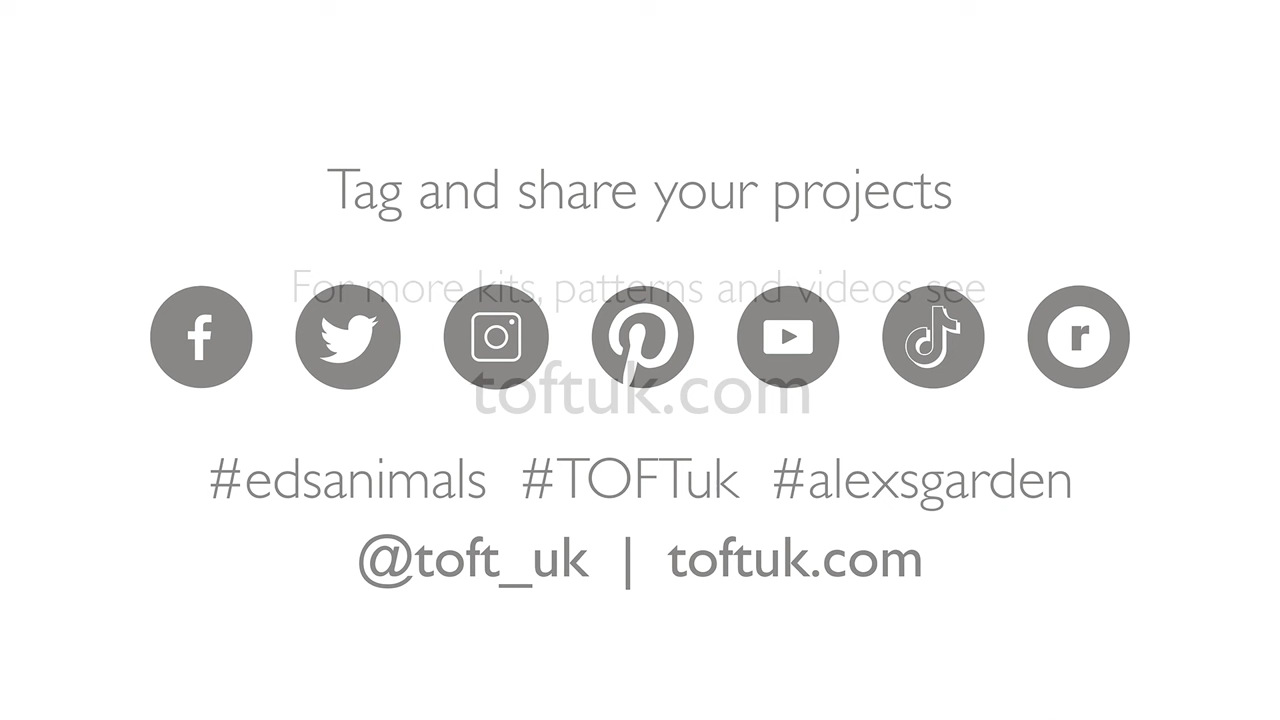 Tag and share your projects
For more kits, patterns and videos see
toftuk.com
#edsanimals #TOFTuk #alexsgarden
@toft_uk | toftuk.com